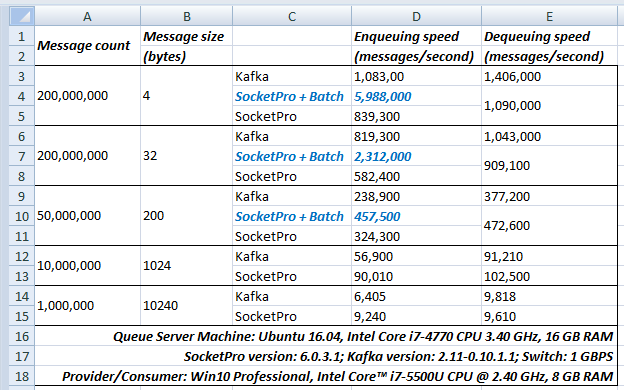 A B C D E
1 Message count Message size Enqueuing speed Dequeuing speed
2 (bytes) (messages/second) (messages/second)
3 Kafka 1,083,00 1,406,000
4 200,000,000 4 SocketPro + Batch 5,988,000 1,090,000
5 SocketPro 839,300
6 Kafka 819,300 1,043,000
7 200,000,000 32 SocketPro + Batch 2,312,000 909,100
8 SocketPro 582,400
9 Kafka 238,900 377,200
10 50,000,000 200 SocketPro + Batch 457,500 472,600
11 SocketPro 324,300
12 10,000,000 1024 Kafka 56,900 91,210
13 SocketPro 90,010 102,500
14 1,000,000 10240 Kafka 6,405 9,818
15 SocketPro 9,240 9,610
16 Queue Server Machine: Ubuntu 16.04, Intel Core i7-4770 CPU 3.40 GHz, 16 GB RAM
17 SocketPro version: 6.0.3.1; Kafka version: 2.11-0.10.1.1; Switch: 1 GBPS
18 Provider/Consumer: Win10 Professional, Intel Core™ i7-5500U CPU @ 2.40 GHz, 8 GB RAM